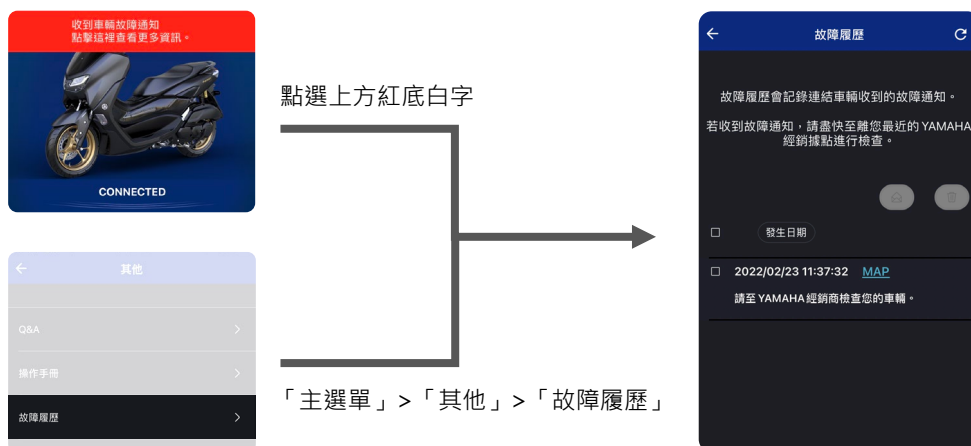 收到車輛故障通知
點擊這裡查看更多資訊。
CONNECTED
點選上方紅底白字
其他
Q&A
操作手冊
故障履歷
「主選單」>「其他」>「故障履歷」
故障履歷
故障履歷會記錄連結車輛收到的故障通知。
若收到故障通知，請盡快至離您最近的 YAMAHA
經銷據點進行檢查。
發生日期
2022/02/23 11:37:32 MAP
請至 YAMAHA 經銷商檢查您的車輛。